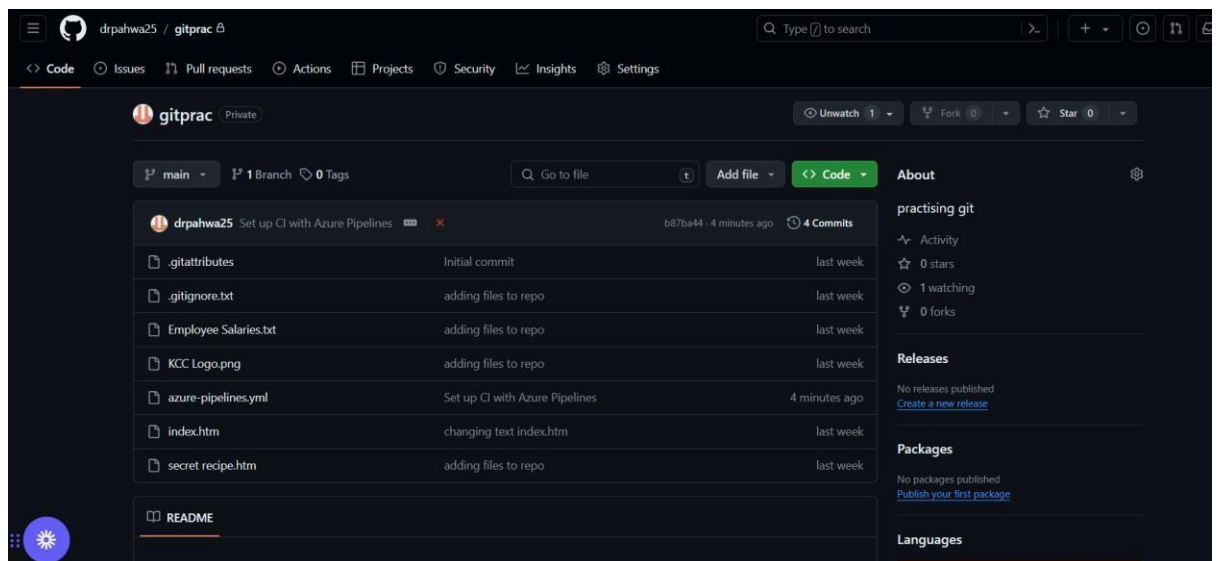 drpahwa25 / gitprac
Type / to search
Code Issues Pull requests Actions Projects Security Insights Settings
gitprac Private
Unwatch 1 Fork 0 Star 0
main 1 Branch 0 Tags
Go to file t Add file Code
drpahwa25 Set up CI with Azure Pipelines b87ba44 · 4 minutes ago 4 Commits
.gitattributes Initial commit last week
.gitignore.txt adding files to repo last week
Employee Salaries.txt adding files to repo last week
KCC Logo.png adding files to repo last week
azure-pipelines.yml Set up CI with Azure Pipelines 4 minutes ago
index.htm changing text index.htm last week
secret recipe.htm adding files to repo last week
README
About
practising git
Activity
0 stars
1 watching
0 forks
Releases
No releases published
Create a new release
Packages
No packages published
Publish your first package
Languages